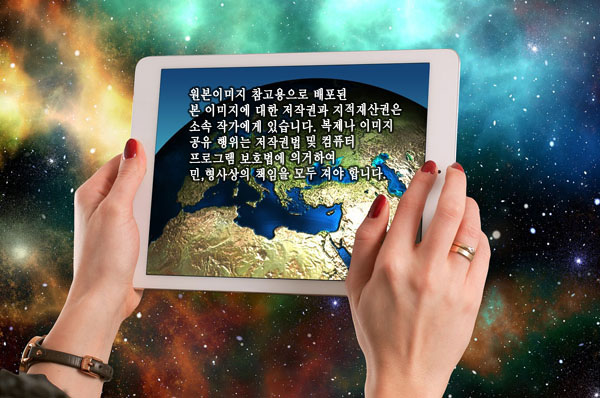 원본이미지 참고용으로 배포된
본 이미지에 대한 저작권과 지적재산권은
소속 작가에게 있습니다. 복제나 이미지
공유 행위는 저작권법 및 컴퓨터
프로그램 보호법에 의거하여
민,형사상의 책임을 모두 져야 합니다.